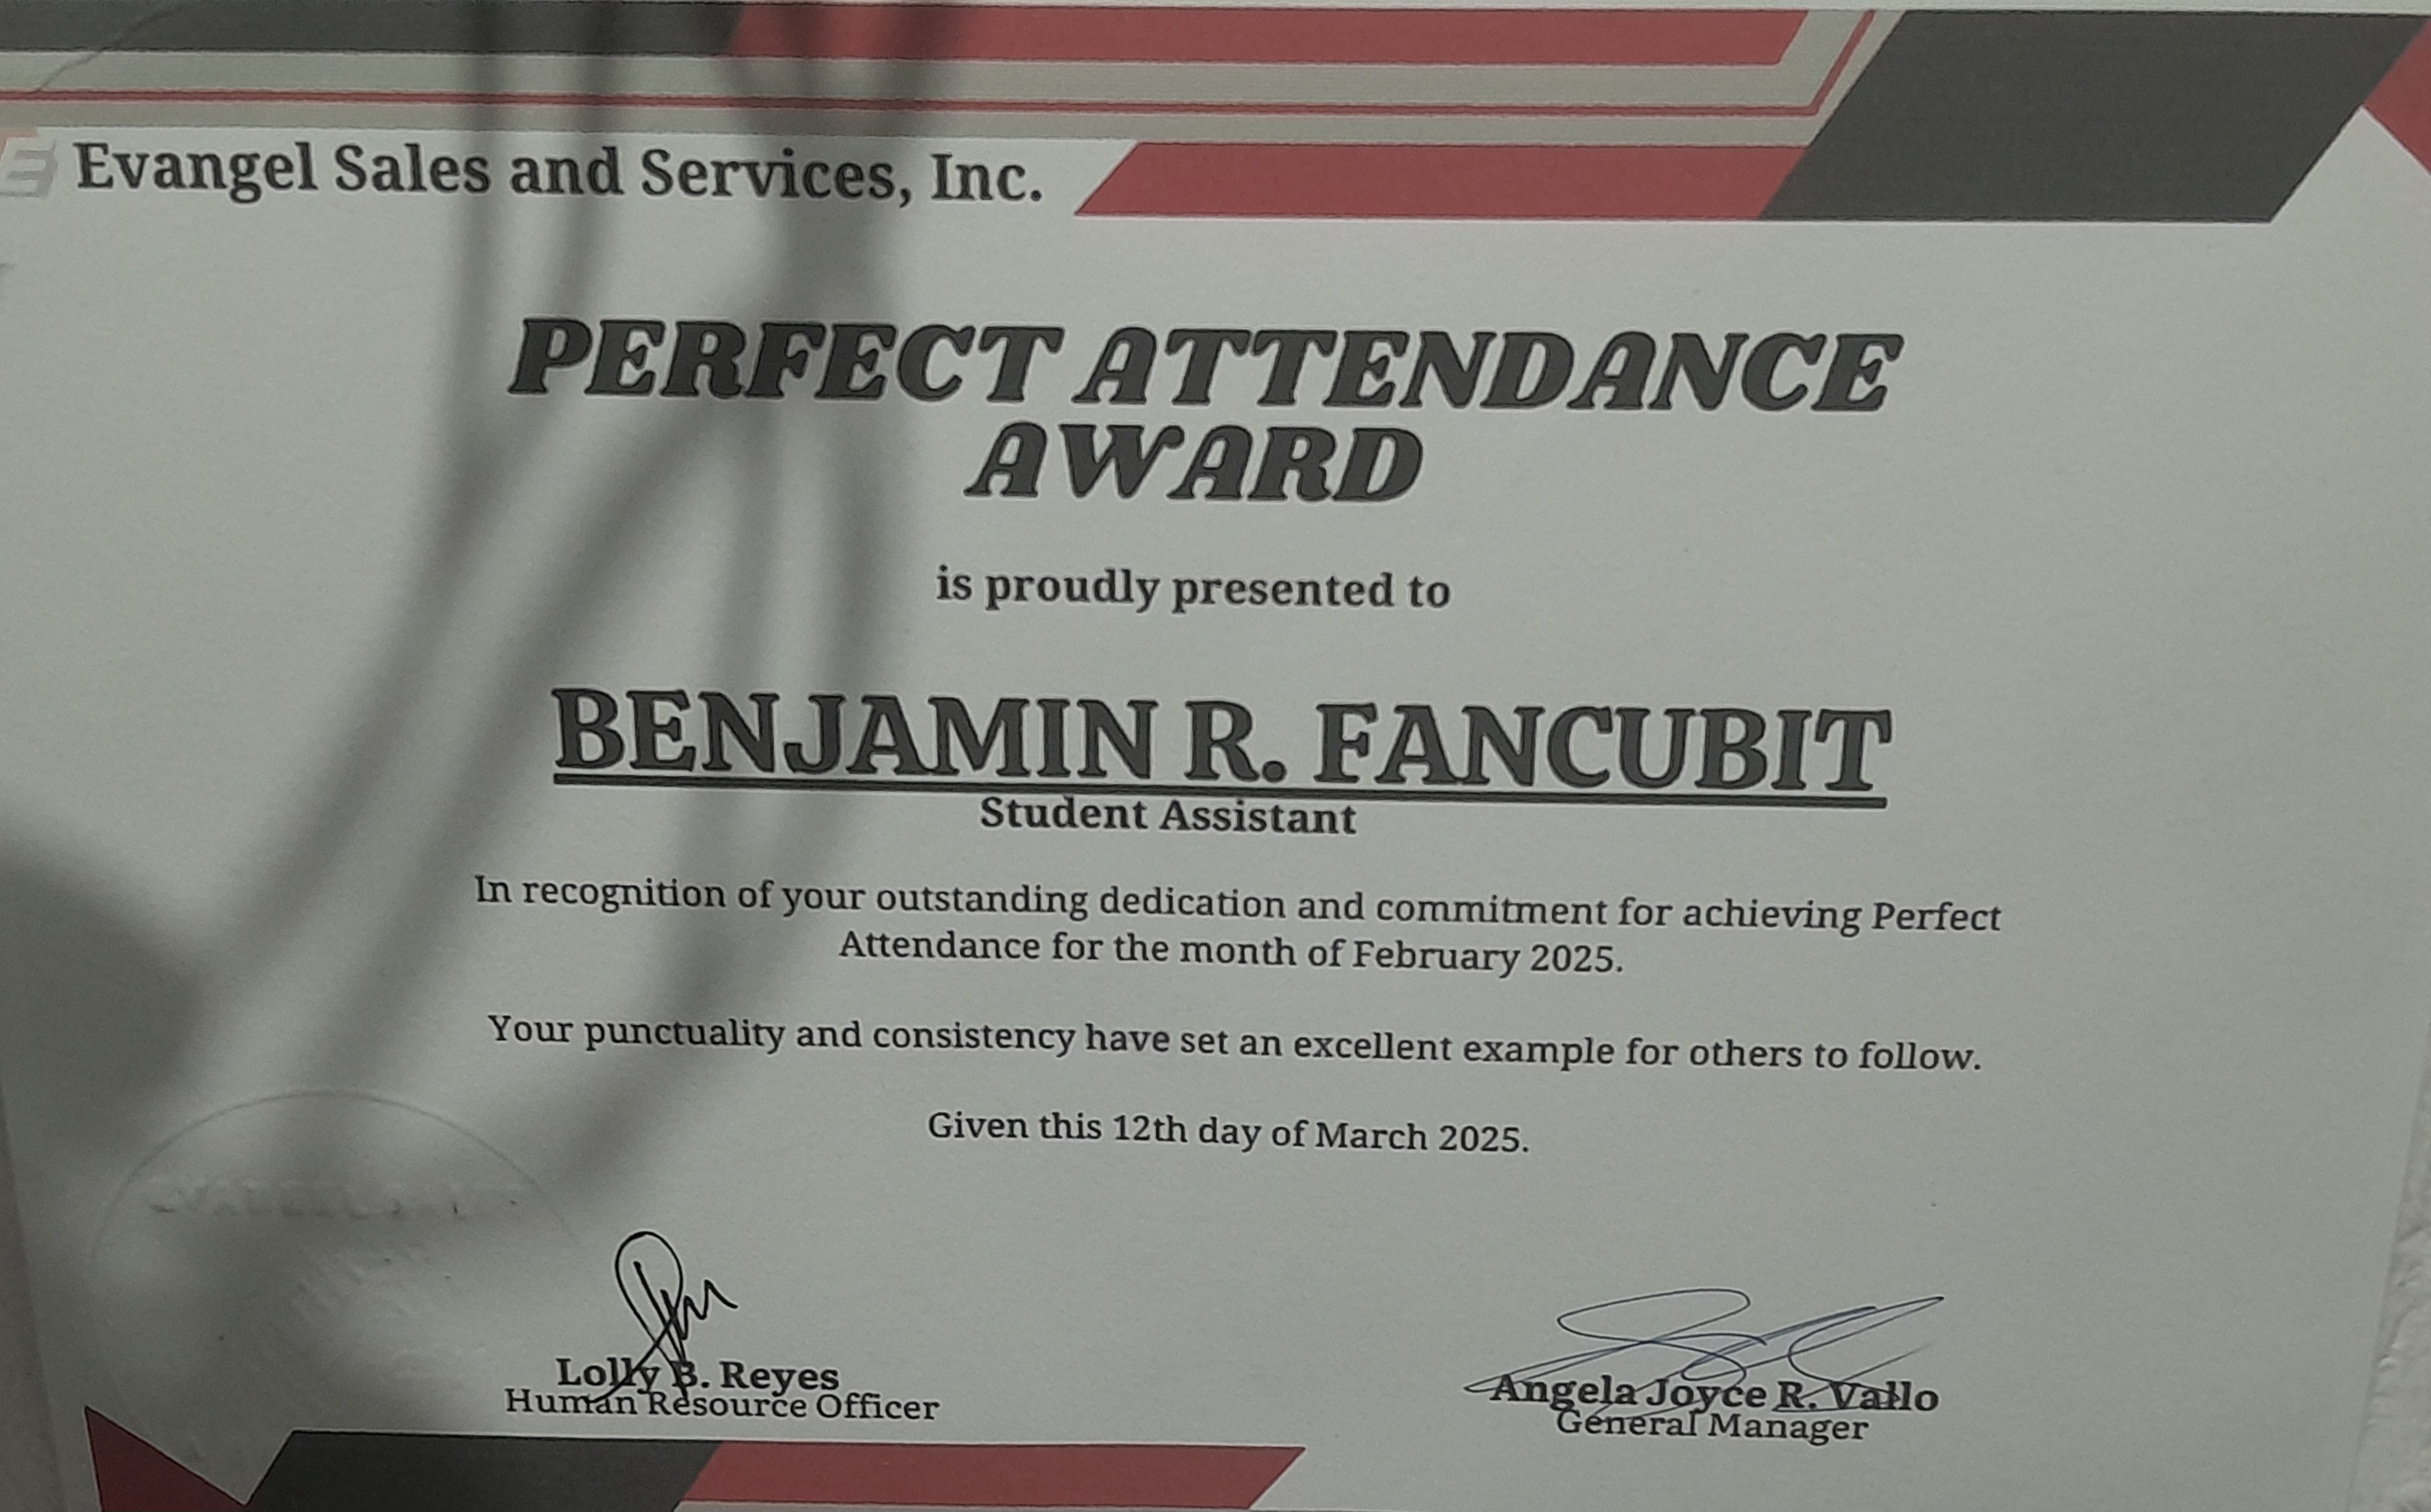 Evangel Sales and Services, Inc.
PERFECT ATTENDANCE
AWARD
is proudly presented to
BENJAMIN R. FANCUBIT
Student Assistant
In recognition of your outstanding dedication and commitment for achieving Perfect
Attendance for the month of February 2025.
Your punctuality and consistency have set an excellent example for others to follow.
Given this 12th day of March 2025.
Lolly B. Reyes
Human Resource Officer
Angela Joyce R. Vallo
General Manager